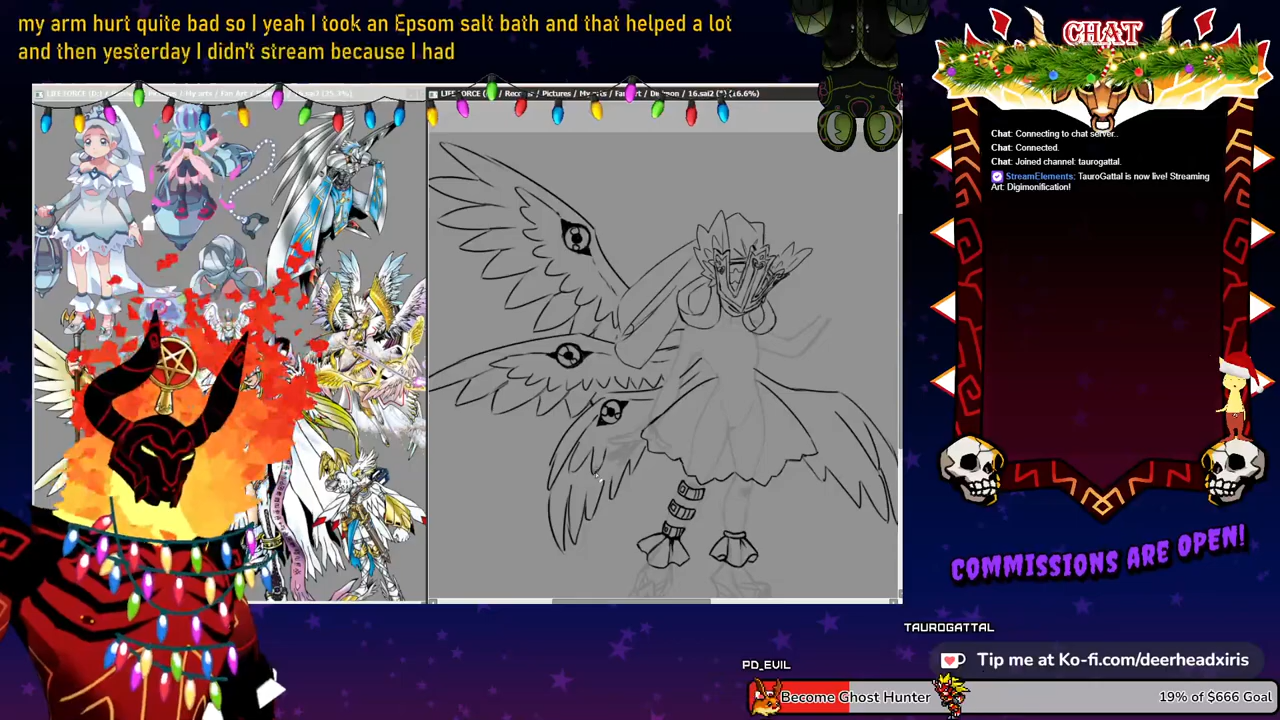 my arm hurt quite bad so I yeah I took an Epsom salt bath and that helped a lot
and then yesterday I didn't stream because I had
CHAT
Chat: Connecting to chat server..
Chat: Connected.
Chat: Joined channel: taurogattal.
StreamElements: TauroGattal is now live! Streaming
Art: Digimonification!
COMMISSIONS ARE OPEN!
TAUROGATTAL
Tip me at Ko-fi.com/deerheadxiris
PD_EVIL
Become Ghost Hunter
19% of $666 Goal